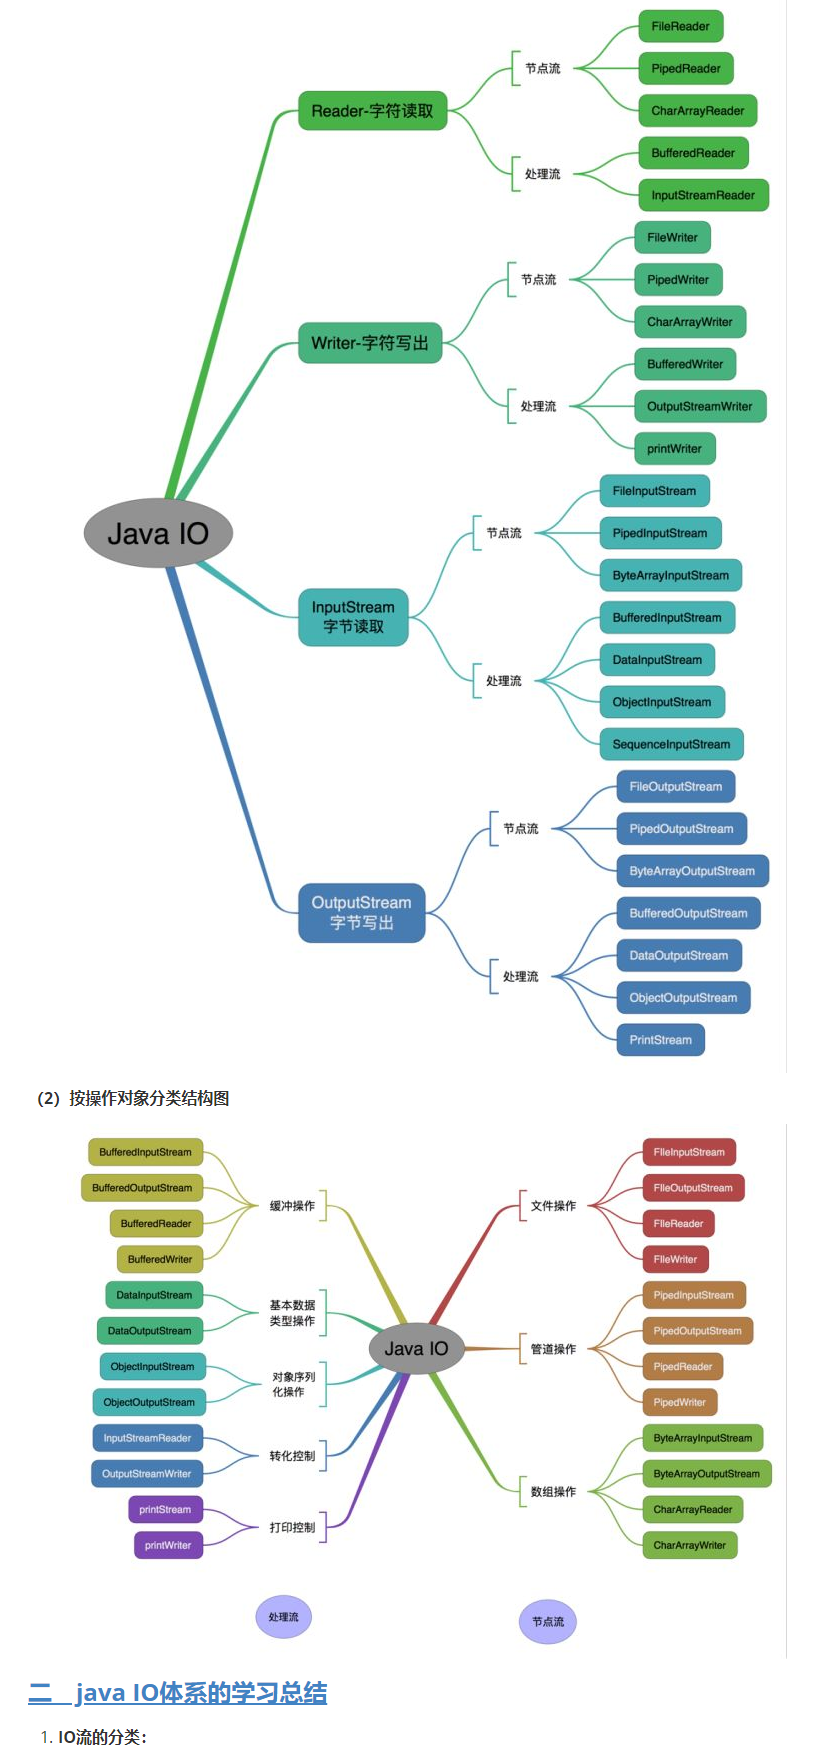 Java IO
Reader-字符读取
节点流
FileReader
PipedReader
CharArrayReader
处理流
BufferedReader
InputStreamReader
Writer-字符写出
节点流
FileWriter
PipedWriter
CharArrayWriter
处理流
BufferedWriter
OutputStreamWriter
printWriter
InputStream
字节读取
节点流
FileInputStream
PipedInputStream
ByteArrayInputStream
处理流
BufferedInputStream
DataInputStream
ObjectInputStream
SequenceInputStream
OutputStream
字节写出
节点流
FileOutputStream
PipedOutputStream
ByteArrayOutputStream
处理流
BufferedOutputStream
DataOutputStream
ObjectOutputStream
PrintStream
（2）按操作对象分类结构图
Java IO
缓冲操作
BufferedInputStream
BufferedOutputStream
BufferedReader
BufferedWriter
基本数据
类型操作
DataInputStream
DataOutputStream
对象序列
化操作
ObjectInputStream
ObjectOutputStream
转化控制
InputStreamReader
OutputStreamWriter
打印控制
printStream
printWriter
处理流
文件操作
FIleInputStream
FIleOutputStream
FIleReader
FIleWriter
管道操作
PipedInputStream
PipedOutputStream
PipedReader
PipedWriter
数组操作
ByteArrayInputStream
ByteArrayOutputStream
CharArrayReader
CharArrayWriter
节点流
二 java IO体系的学习总结
1. IO流的分类：